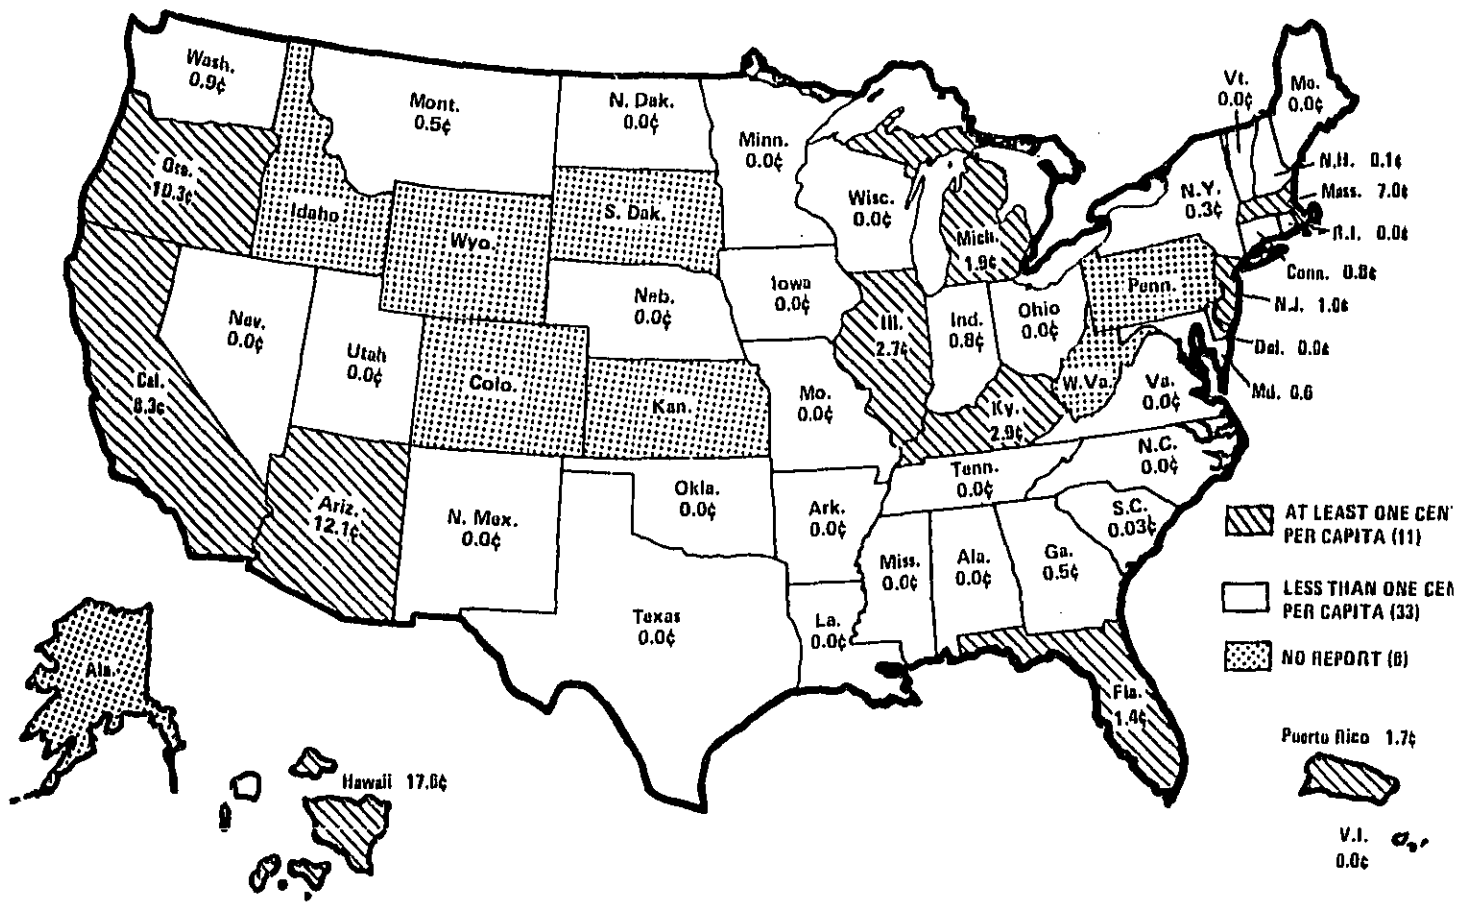 Wash.
0.9¢
Mont.
0.5¢
N. Dak.
0.0¢
Minn.
0.0¢
Vt.
0.0¢
Me.
0.0¢
Ore.
10.3¢
Idaho
Wyo.
S. Dak.
Wisc.
0.0¢
Mich.
1.9¢
N.Y.
0.3¢
N.H. 0.1¢
Mass. 7.0¢
R.I. 0.0¢
Conn. 0.8¢
N.J. 1.0¢
Del. 0.0¢
Md. 0.6
Nev.
0.0¢
Utah
0.0¢
Colo.
Neb.
0.0¢
Kan.
Iowa
0.0¢
Mo.
0.0¢
Ill.
2.7¢
Ind.
0.8¢
Ohio
0.0¢
Penn.
W.Va.
Va.
0.0¢
Ky.
2.9¢
Cal.
8.3¢
Ariz.
12.1¢
N. Mex.
0.0¢
Okla.
0.0¢
Ark.
0.0¢
Tenn.
0.0¢
N.C.
0.0¢
S.C.
0.03¢
Texas
0.0¢
La.
0.0¢
Miss.
0.0¢
Ala.
0.0¢
Ga.
0.5¢
Fla.
1.4¢
AT LEAST ONE CEN
PER CAPITA (11)
LESS THAN ONE CEN
PER CAPITA (33)
NO REPORT (8)
Ala.
Hawaii 17.0¢
Puerto Rico 1.7¢
V.I.
0.0¢